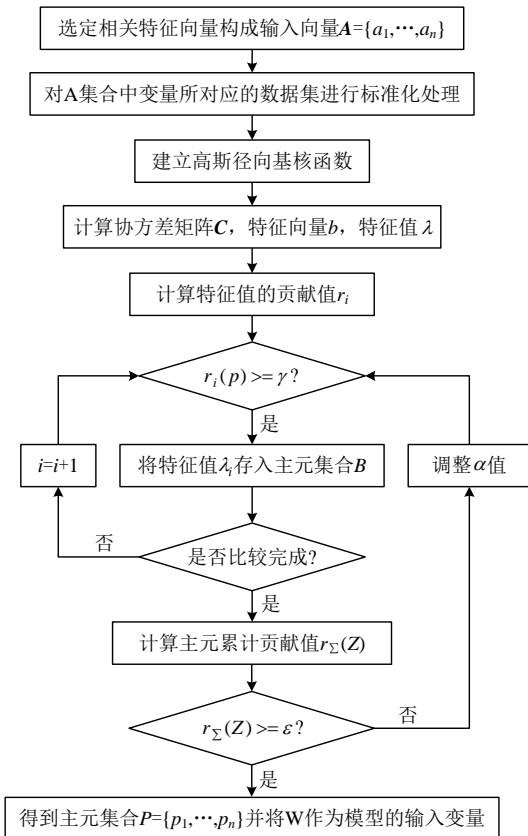 选定相关特征向量构成输入向量A={a₁,⋯,aₙ}
对A集合中变量所对应的数据集进行标准化处理
建立高斯径向基核函数
计算协方差矩阵C，特征向量b，特征值λ
计算特征值的贡献值rᵢ
rᵢ(p)>=γ?
是
i=i+1
将特征值λᵢ存入主元集合B
调整α值
否
是否比较完成?
是
计算主元累计贡献值r_Σ(Z)
r_Σ(Z)>=ε?
否
是
得到主元集合P={p₁,⋯,pₙ}并将W作为模型的输入变量